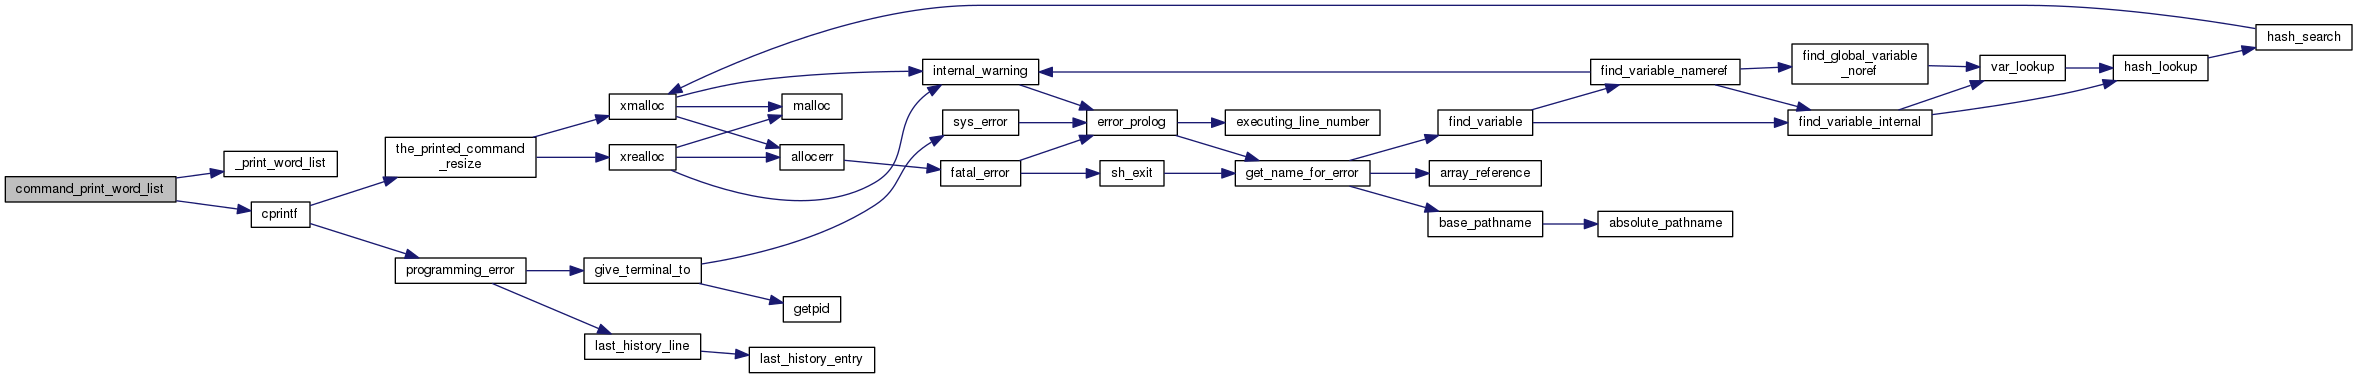 command_print_word_list
_print_word_list
cprintf
the_printed_command
_resize
programming_error
xmalloc
xrealloc
give_terminal_to
last_history_line
malloc
allocerr
getpid
last_history_entry
internal_warning
sys_error
fatal_error
error_prolog
sh_exit
executing_line_number
get_name_for_error
find_variable
array_reference
base_pathname
find_variable_nameref
absolute_pathname
find_global_variable
_noref
find_variable_internal
var_lookup
hash_lookup
hash_search